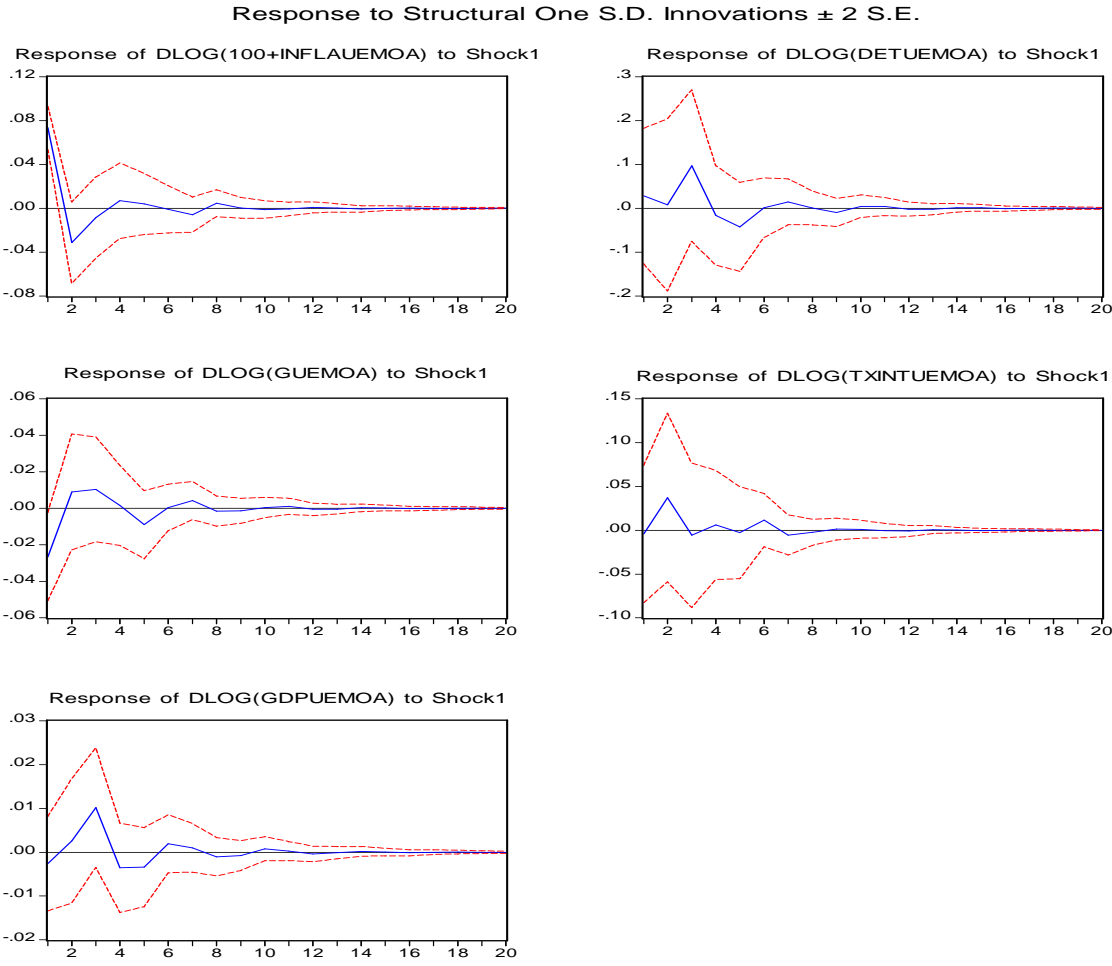 Response to Structural One S.D. Innovations ± 2 S.E.
Response of DLOG(100+INFLAUEMOA) to Shock1
.12
.08
.04
.00
-.04
-.08
2 4 6 8 10 12 14 16 18 20
Response of DLOG(DETUEMOA) to Shock1
.3
.2
.1
.0
-.1
-.2
2 4 6 8 10 12 14 16 18 20
Response of DLOG(GUEMOA) to Shock1
.06
.04
.02
.00
-.02
-.04
-.06
2 4 6 8 10 12 14 16 18 20
Response of DLOG(TXINTUEMOA) to Shock1
.15
.10
.05
.00
-.05
-.10
2 4 6 8 10 12 14 16 18 20
Response of DLOG(GDPUEMOA) to Shock1
.03
.02
.01
.00
-.01
-.02
2 4 6 8 10 12 14 16 18 20